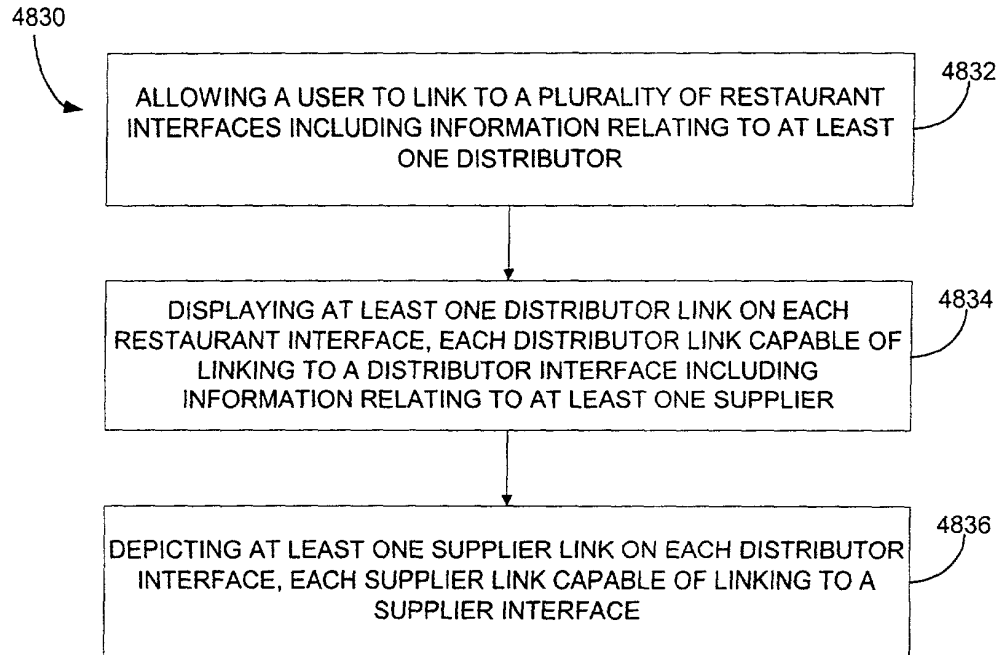 4830
4832
ALLOWING A USER TO LINK TO A PLURALITY OF RESTAURANT
INTERFACES INCLUDING INFORMATION RELATING TO AT LEAST
ONE DISTRIBUTOR
4834
DISPLAYING AT LEAST ONE DISTRIBUTOR LINK ON EACH
RESTAURANT INTERFACE, EACH DISTRIBUTOR LINK CAPABLE OF
LINKING TO A DISTRIBUTOR INTERFACE INCLUDING
INFORMATION RELATING TO AT LEAST ONE SUPPLIER
4836
DEPICTING AT LEAST ONE SUPPLIER LINK ON EACH DISTRIBUTOR
INTERFACE, EACH SUPPLIER LINK CAPABLE OF LINKING TO A
SUPPLIER INTERFACE